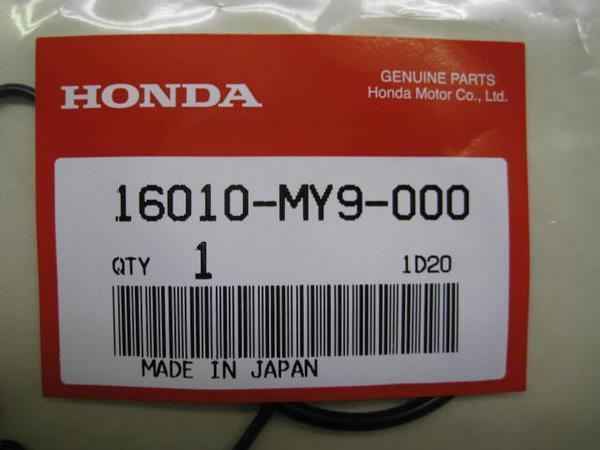 HONDA
GENUINE PARTS
Honda Motor Co., Ltd.
16010-MY9-000
QTY 1 1D20
MADE IN JAPAN